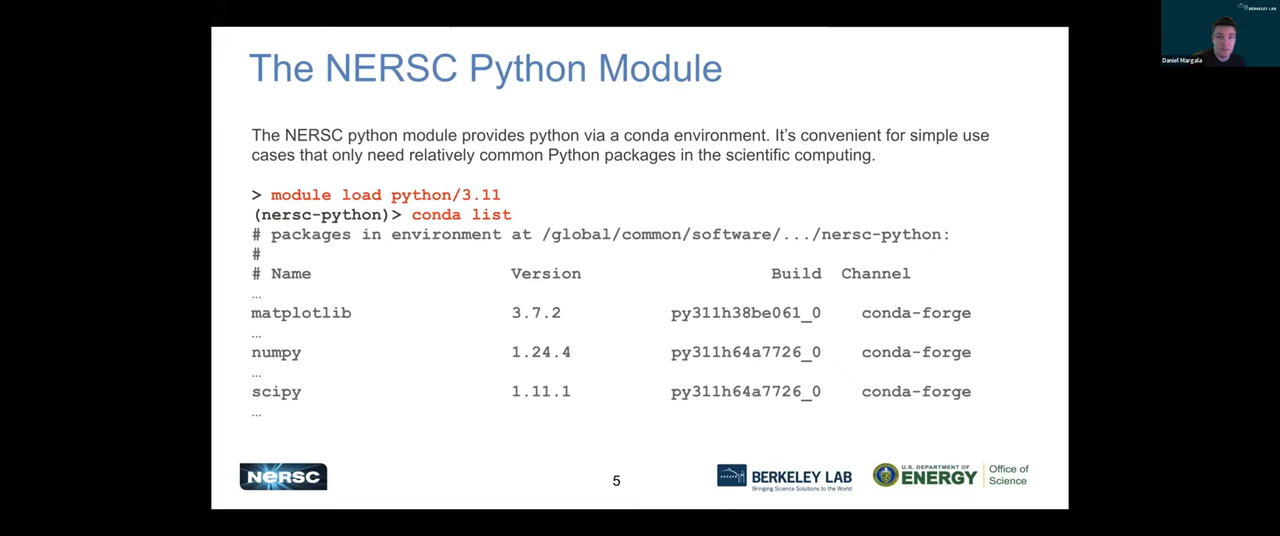 BERKELEY LAB
Daniel Margala
The NERSC Python Module
The NERSC python module provides python via a conda environment. It's convenient for simple use
cases that only need relatively common Python packages in the scientific computing.
> module load python/3.11
(nersc-python)> conda list
# packages in environment at /global/common/software/.../nersc-python:
#
# Name Version Build Channel
…
matplotlib 3.7.2 py311h38be061_0 conda-forge
…
numpy 1.24.4 py311h64a7726_0 conda-forge
…
scipy 1.11.1 py311h64a7726_0 conda-forge
…
NERSC
5
BERKELEY LAB
Bringing Science Solutions to the World
U.S. DEPARTMENT OF
ENERGY
Office of
Science